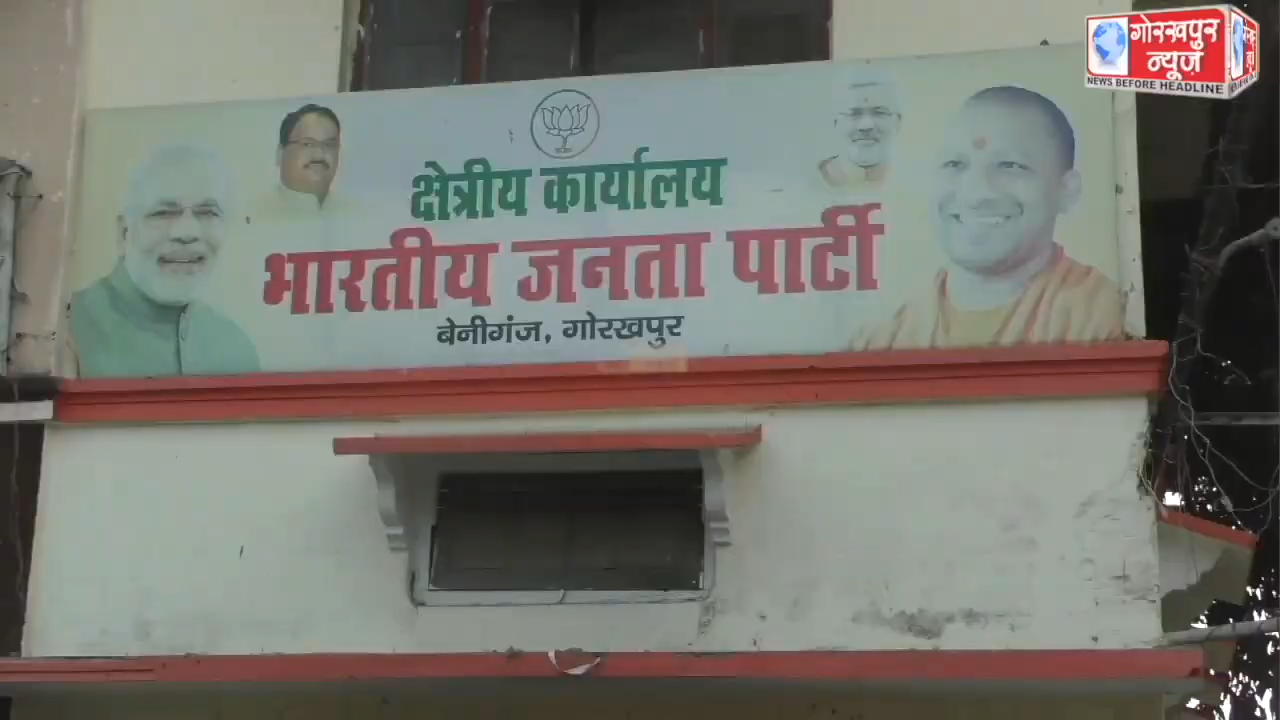 क्षेत्रीय कार्यालय
भारतीय जनता पार्टी
बेनीगंज, गोरखपुर
गोरखपुर
न्यूज़
NEWS BEFORE HEADLINE